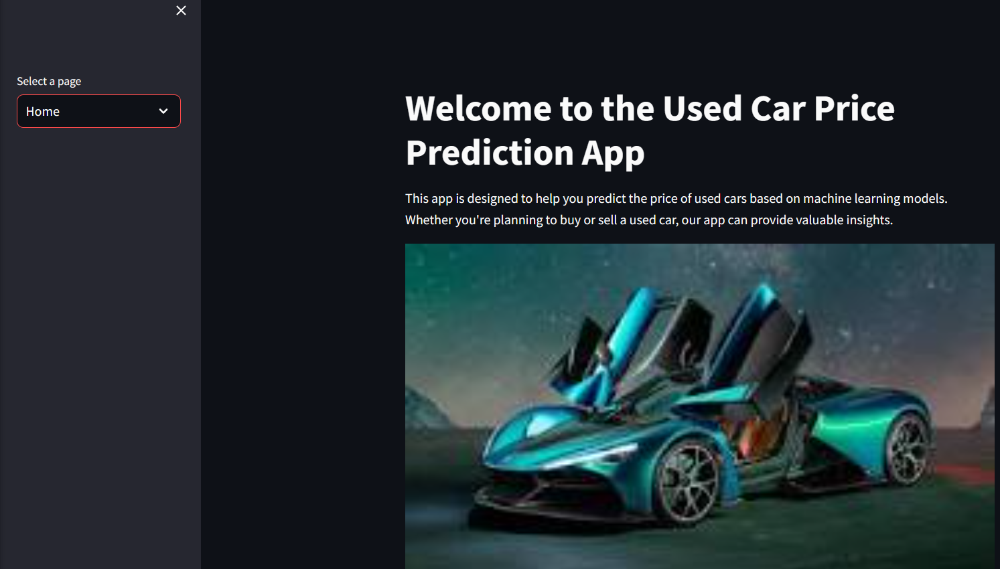 Select a page
Home
Welcome to the Used Car Price
Prediction App
This app is designed to help you predict the price of used cars based on machine learning models.
Whether you're planning to buy or sell a used car, our app can provide valuable insights.